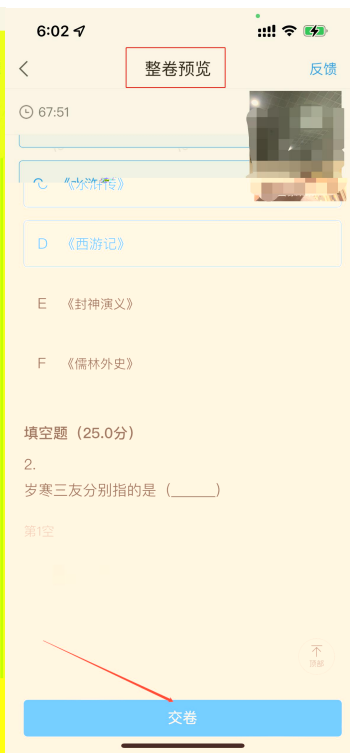 6:02
整卷预览
反馈
67:51
C 《水浒传》
D 《西游记》
E 《封神演义》
F 《儒林外史》
填空题（25.0分）
2.
岁寒三友分别指的是（______）
第1空
顶部
交卷